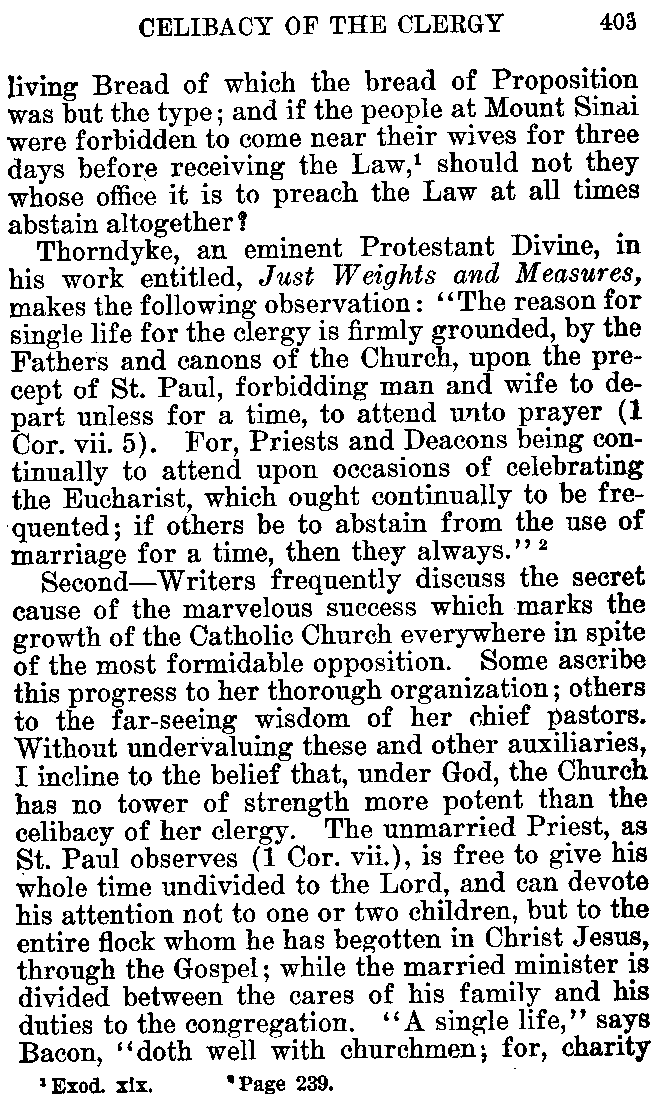 CELIBACY OF THE CLERGY 403
living Bread of which the bread of Proposition
was but the type; and if the people at Mount Sinai
were forbidden to come near their wives for three
days before receiving the Law,¹ should not they
whose office it is to preach the Law at all times
abstain altogether?
Thorndyke, an eminent Protestant Divine, in
his work entitled, Just Weights and Measures,
makes the following observation: “The reason for
single life for the clergy is firmly grounded, by the
Fathers and canons of the Church, upon the pre-
cept of St. Paul, forbidding man and wife to de-
part unless for a time, to attend unto prayer (1
Cor. vii. 5). For, Priests and Deacons being con-
tinually to attend upon occasions of celebrating
the Eucharist, which ought continually to be fre-
quented; if others be to abstain from the use of
marriage for a time, then they always.” ²
Second—Writers frequently discuss the secret
cause of the marvelous success which marks the
growth of the Catholic Church everywhere in spite
of the most formidable opposition. Some ascribe
this progress to her thorough organization; others
to the far-seeing wisdom of her chief pastors.
Without undervaluing these and other auxiliaries,
I incline to the belief that, under God, the Church
has no tower of strength more potent than the
celibacy of her clergy. The unmarried Priest, as
St. Paul observes (1 Cor. vii.), is free to give his
whole time undivided to the Lord, and can devote
his attention not to one or two children, but to the
entire flock whom he has begotten in Christ Jesus,
through the Gospel; while the married minister is
divided between the cares of his family and his
duties to the congregation. “A single life,” says
Bacon, “doth well with churchmen; for, charity
¹ Exod. xix. ² Page 239.